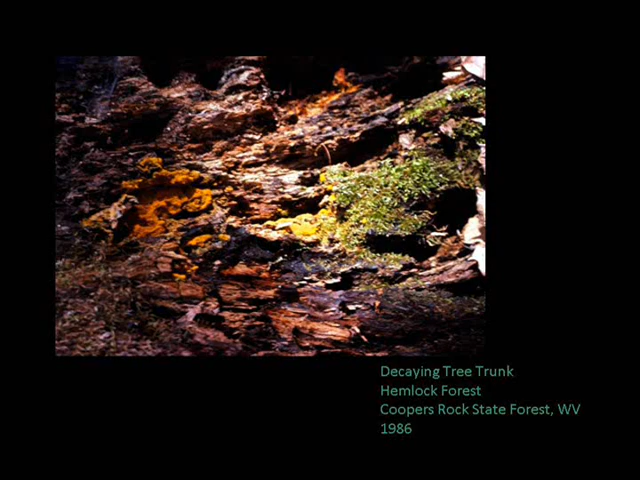 Decaying Tree Trunk
Hemlock Forest
Coopers Rock State Forest, WV
1986